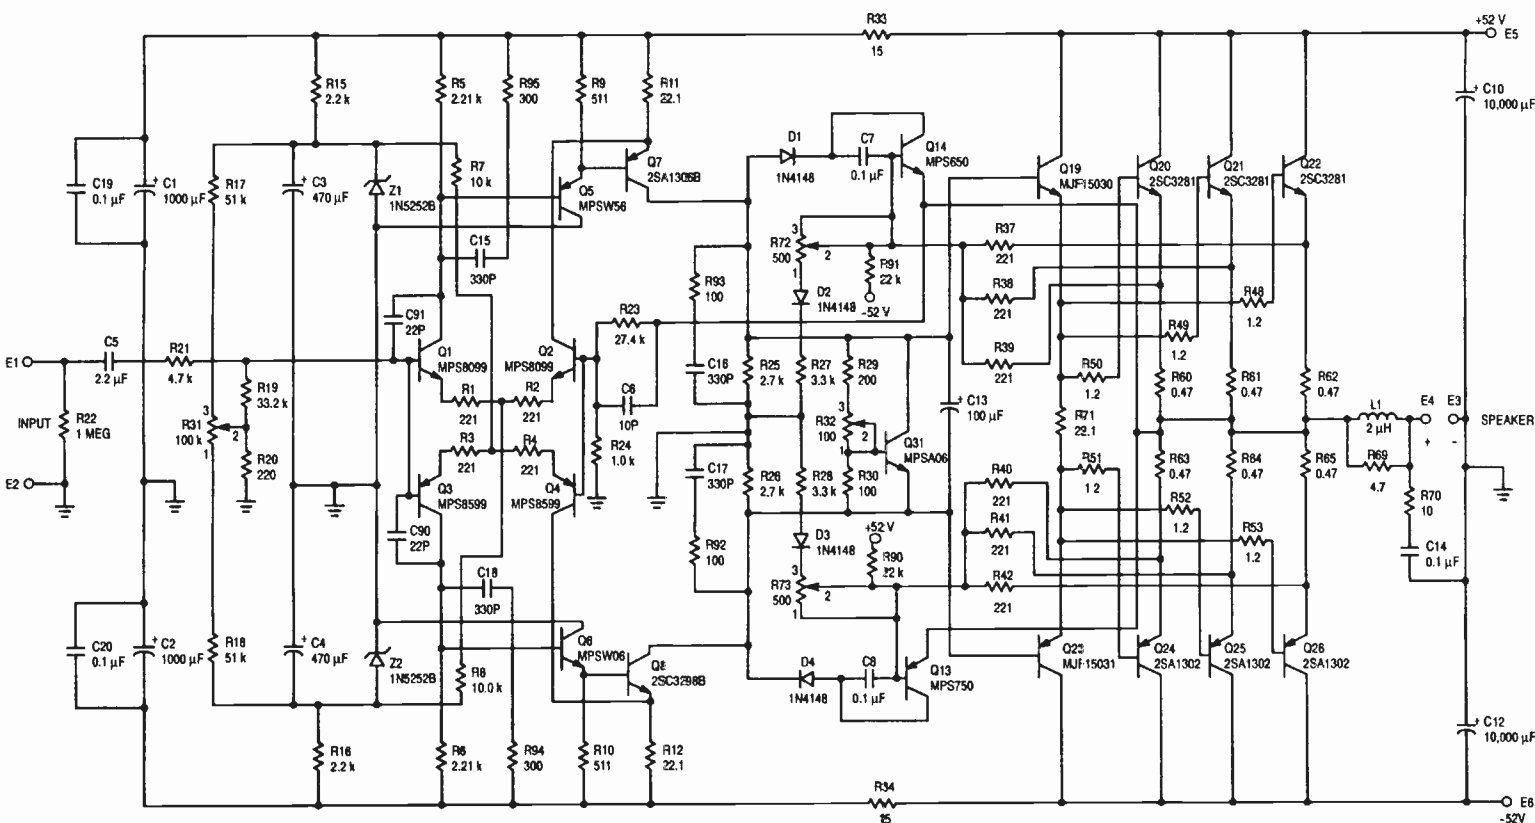 R33
15
+52 V
E5
R15
2.2 k
R5
2.21 k
R95
300
R9
511
R11
22.1
C10
10,000 µF
C19
0.1 µF
C1
1000 µF
R17
51 k
C3
470 µF
Z1
1N5252B
R7
10 k
Q5
MPSW56
Q7
2SA1306B
D1
1N4148
C7
0.1 µF
Q14
MPS650
Q19
MJF15030
Q20
2SC3281
Q21
2SC3281
Q22
2SC3281
C15
330P
3
R72
500
2
1
R91
22 k
-52 V
R37
221
R38
221
R39
221
R93
100
D2
1N4148
R48
1.2
R49
1.2
R50
1.2
C91
22P
R23
27.4 k
Q1
MPS8099
Q2
MPS8099
E1
C5
2.2 µF
R21
4.7 k
R19
33.2 k
R22
1 MEG
INPUT
3
R31
100 k
2
1
R20
220
E2
R1
221
R2
221
R3
221
R4
221
C6
10P
R24
1.0 k
C16
330P
R25
2.7 k
R27
3.3 k
R29
200
R32
100
2
1
C13
100 µF
Q31
MPSA06
R60
0.47
R61
0.47
R62
0.47
R71
22.1
L1
2 µH
E4
+
E3
-
SPEAKER
Q3
MPS8599
Q4
MPS8599
C17
330P
R26
2.7 k
R28
3.3 k
R30
100
R51
1.2
R63
0.47
R64
0.47
R65
0.47
R69
4.7
R70
10
C14
0.1 µF
C90
22P
R92
100
D3
1N4148
+52 V
R90
22 k
R40
221
R41
221
R42
221
R52
1.2
R53
1.2
C18
330P
3
R73
500
2
1
C20
0.1 µF
C2
1000 µF
R18
51 k
C4
470 µF
Z2
1N5252B
R8
10.0 k
Q6
MPSW06
Q8
2SC3298B
D4
1N4148
C8
0.1 µF
Q13
MPS750
Q23
MJF15031
Q24
2SA1302
Q25
2SA1302
Q26
2SA1302
C12
10,000 µF
R16
2.2 k
R6
2.21 k
R94
300
R10
511
R12
22.1
R34
15
E6
-52V